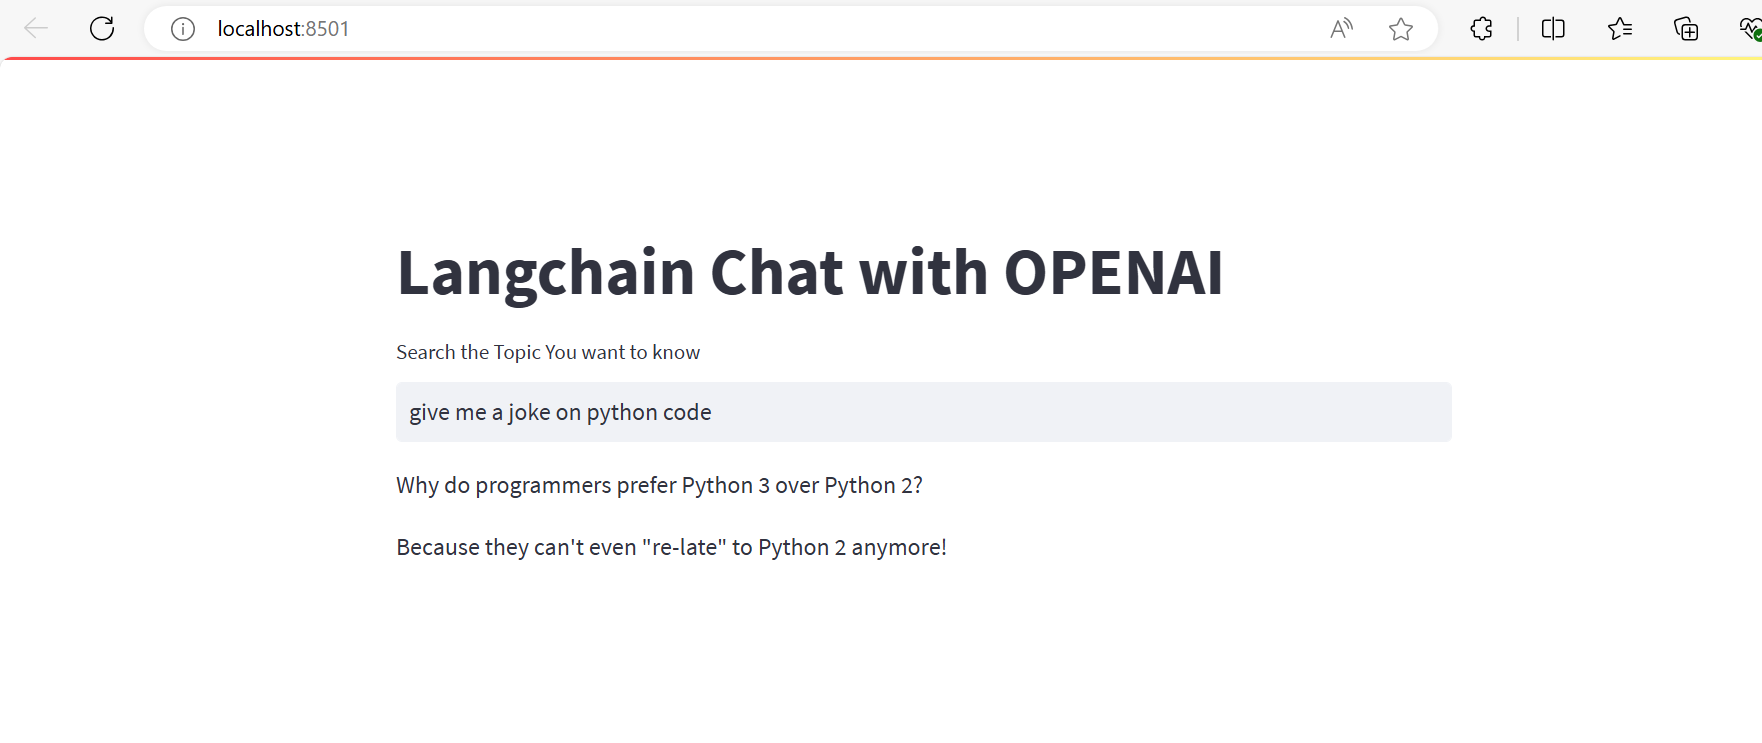 localhost:8501
Langchain Chat with OPENAI
Search the Topic You want to know
give me a joke on python code
Why do programmers prefer Python 3 over Python 2?
Because they can't even "re-late" to Python 2 anymore!